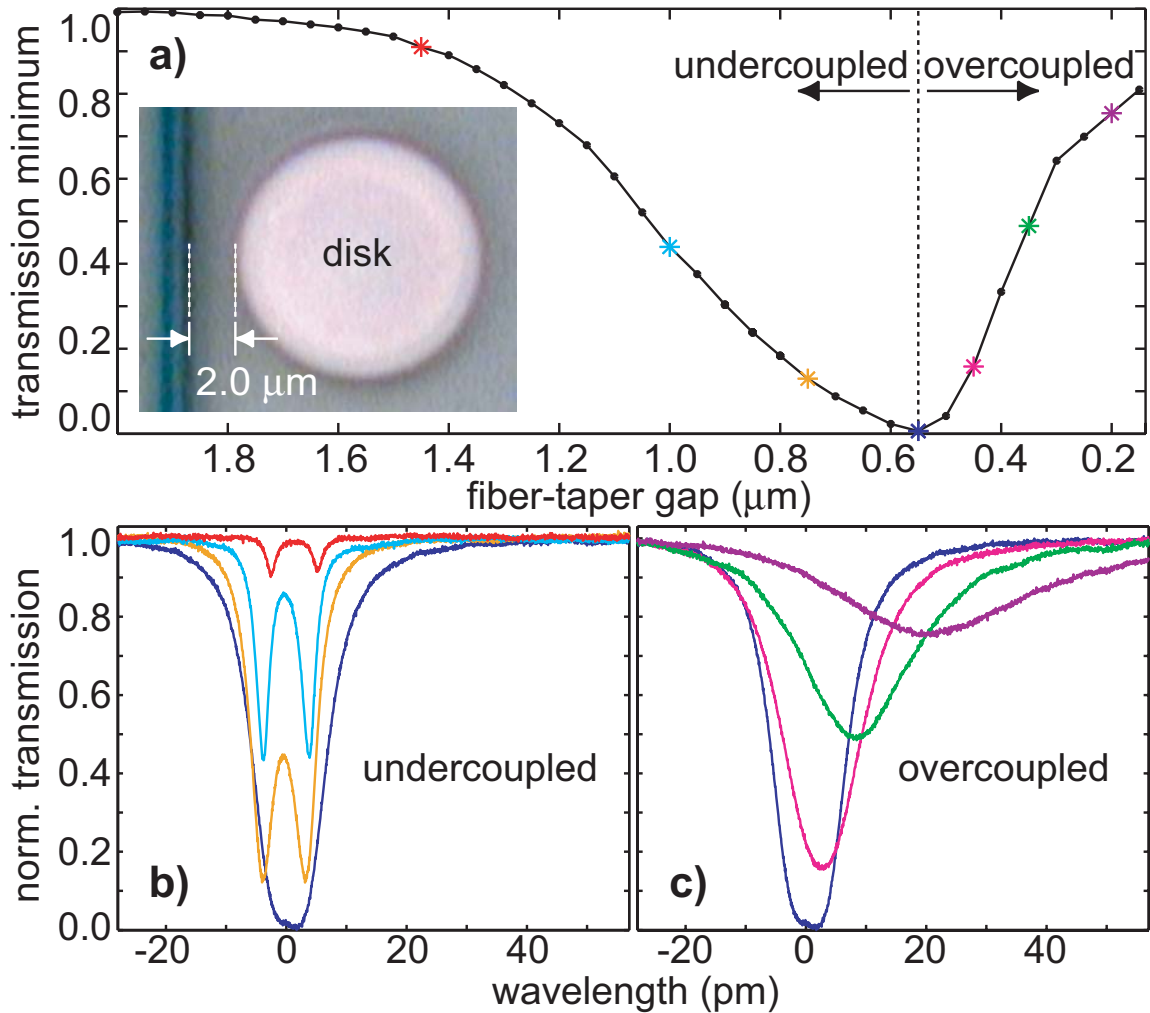 a)
undercoupled overcoupled
transmission minimum
1.0
0.8
0.6
0.4
0.2
0.0
disk
2.0 μm
1.8 1.6 1.4 1.2 1.0 0.8 0.6 0.4 0.2
fiber-taper gap (μm)
norm. transmission
1.0
0.8
0.6
0.4
0.2
0.0
undercoupled
b)
-20 0 20 40
overcoupled
c)
-20 0 20 40
wavelength (pm)